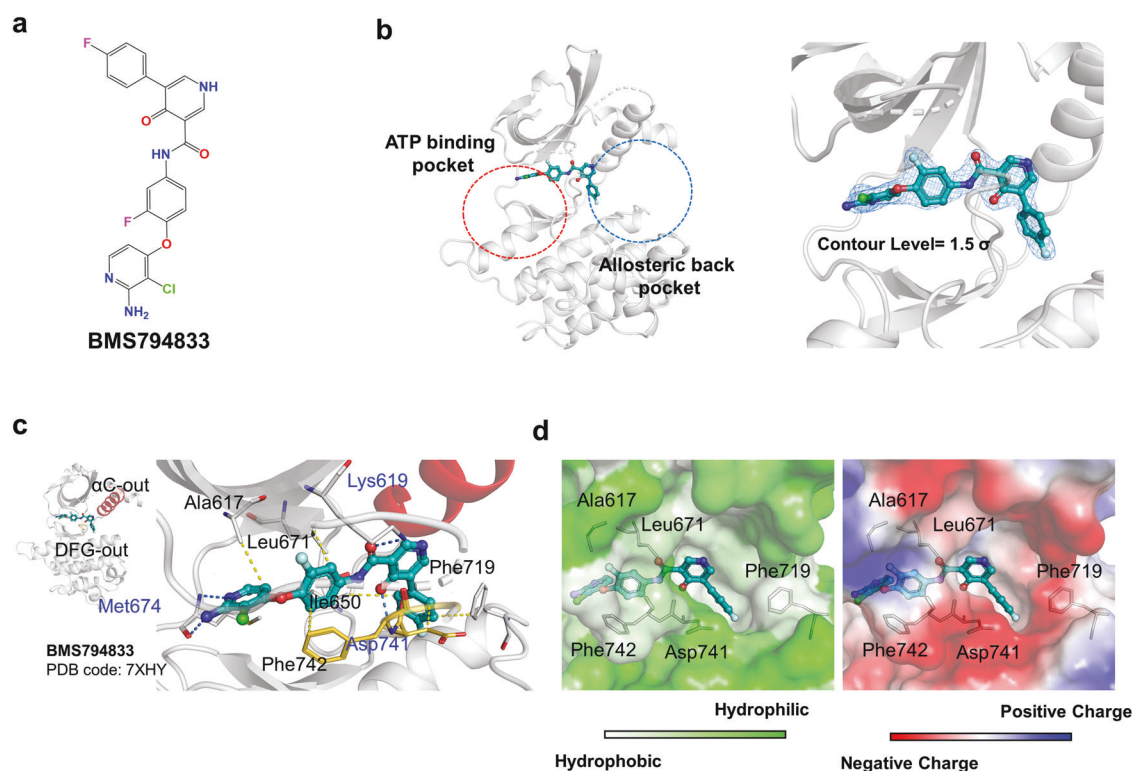 a
F
NH
O
O
NH
F
O
N
Cl
NH₂
BMS794833
b
ATP binding
pocket
Allosteric back
pocket
Contour Level= 1.5 σ
c
αC-out
DFG-out
Met674
BMS794833
PDB code: 7XHY
Ala617
Lys619
Leu671
Phe719
Ile650
Asp741
Phe742
d
Ala617
Leu671
Phe719
Phe742
Asp741
Hydrophilic
Hydrophobic
Ala617
Leu671
Phe719
Phe742
Asp741
Positive Charge
Negative Charge